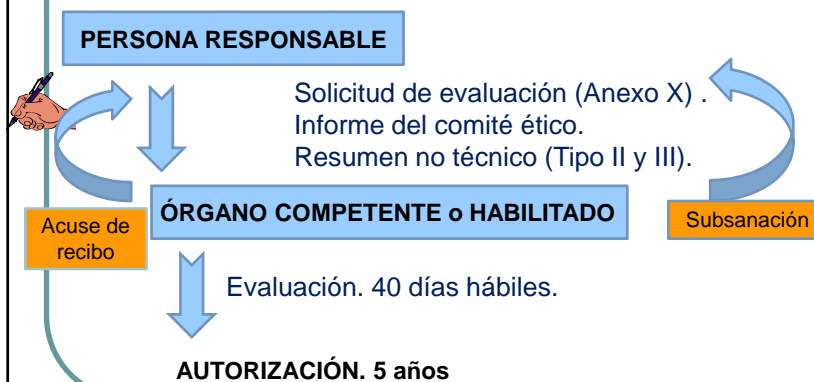 PERSONA RESPONSABLE
Solicitud de evaluación (Anexo X) .
Informe del comité ético.
Resumen no técnico (Tipo II y III).
ÓRGANO COMPETENTE o HABILITADO
Acuse de
recibo
Subsanación
Evaluación. 40 días hábiles.
AUTORIZACIÓN. 5 años